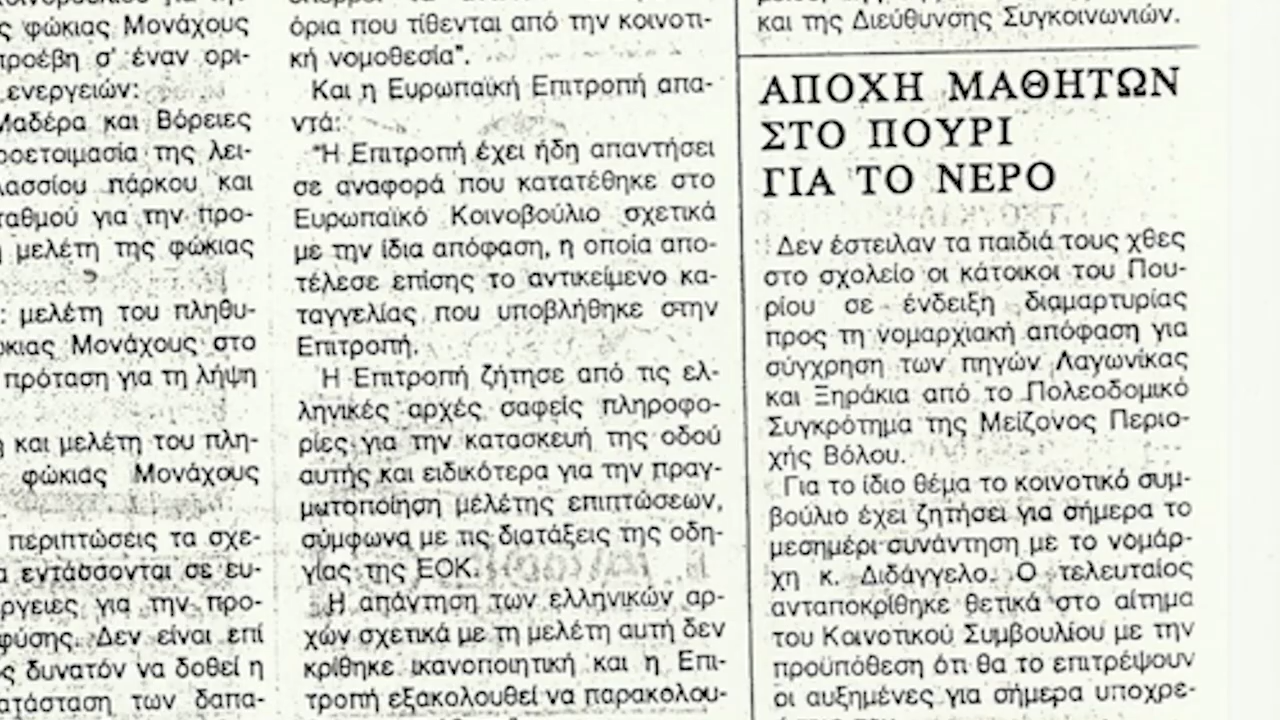 ς φώκιας Μονάχους
προέβη σ' έναν ορι-
ενεργειών:
Μαδέρα και Βόρειες
ροετοιμασία της λει-
λασσίου πάρκου και
ταθμού για την προ-
η μελέτη της φώκιας
: μελέτη του πληθυ-
ώκιας Μονάχους στο
πρόταση για τη λήψη
η και μελέτη του πλη-
φώκιας Μονάχους
περιπτώσεις τα σχε-
α εντάσσονται σε ευ-
έργειες για την προ-
φύσης. Δεν είναι επί
ς δυνατόν να δοθεί η
ατάσταση των δαπα-
όρια που τίθενται από την κοινοτι-
κή νομοθεσία".
Και η Ευρωπαϊκή Επιτροπή απα-
ντά:
"Η Επιτροπή έχει ήδη απαντήσει
σε αναφορά που κατατέθηκε στο
Ευρωπαϊκό Κοινοβούλιο σχετικά
με την ίδια απόφαση, η οποία απο-
τέλεσε επίσης το αντικείμενο κα-
ταγγελίας που υποβλήθηκε στην
Επιτροπή.
Η Επιτροπή ζήτησε από τις ελ-
ληνικές αρχές σαφείς πληροφο-
ρίες για την κατασκευή της οδού
αυτής και ειδικότερα για την πραγ-
ματοποίηση μελέτης επιπτώσεων,
σύμφωνα με τις διατάξεις της οδη-
γίας της ΕΟΚ.
Η απάντηση των ελληνικών αρ-
χών σχετικά με τη μελέτη αυτή δεν
κρίθηκε ικανοποιητική και η Επι-
τροπή εξακολουθεί να παρακολου-
και της Διεύθυνσης Συγκοινωνιών.
ΑΠΟΧΗ ΜΑΘΗΤΩΝ
ΣΤΟ ΠΟΥΡΙ
ΓΙΑ ΤΟ ΝΕΡΟ
Δεν έστειλαν τα παιδιά τους χθες
στο σχολείο οι κάτοικοι του Που-
ρίου σε ένδειξη διαμαρτυρίας
προς τη νομαρχιακή απόφαση για
σύγχρηση των πηγών Λαγωνίκας
και Ξηράκια από το Πολεοδομικό
Συγκρότημα της Μείζονος Περιο-
χής Βόλου.
Για το ίδιο θέμα το κοινοτικό συμ-
βούλιο έχει ζητήσει για σήμερα το
μεσημέρι συνάντηση με το νομάρ-
χη κ. Διδάγγελο. Ο τελευταίος
ανταποκρίθηκε θετικά στο αίτημα
του Κοινοτικού Συμβουλίου με την
προϋπόθεση ότι θα το επιτρέψουν
οι αυξημένες για σήμερα υποχρε-